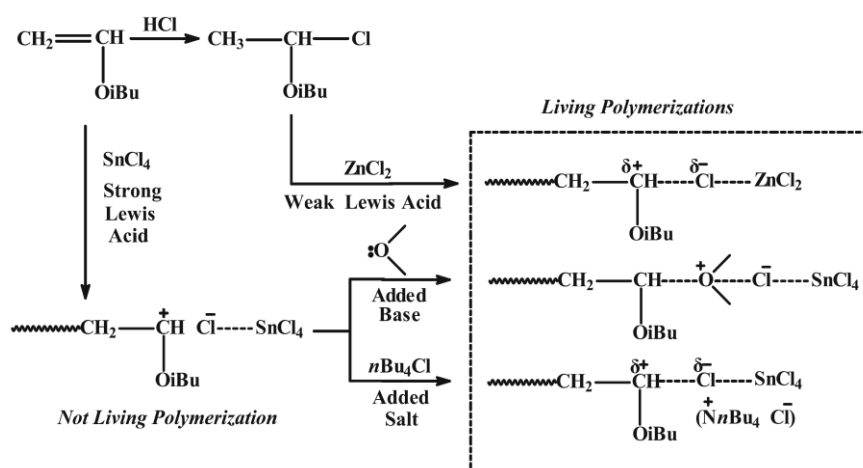 HCl
CH₂=CH
OiBu
CH₃ CH Cl
OiBu
Living Polymerizations
SnCl₄
Strong
Lewis
Acid
ZnCl₂
Weak Lewis Acid
δ+ δ−
CH₂ CH Cl ZnCl₂
OiBu
:O
Added
Base
+ −
CH₂ CH O Cl SnCl₄
OiBu
+ −
CH₂ CH Cl SnCl₄
OiBu
nBu₄Cl
Added
Salt
δ+ δ−
CH₂ CH Cl SnCl₄
+ −
(NnBu₄ Cl)
OiBu
Not Living Polymerization